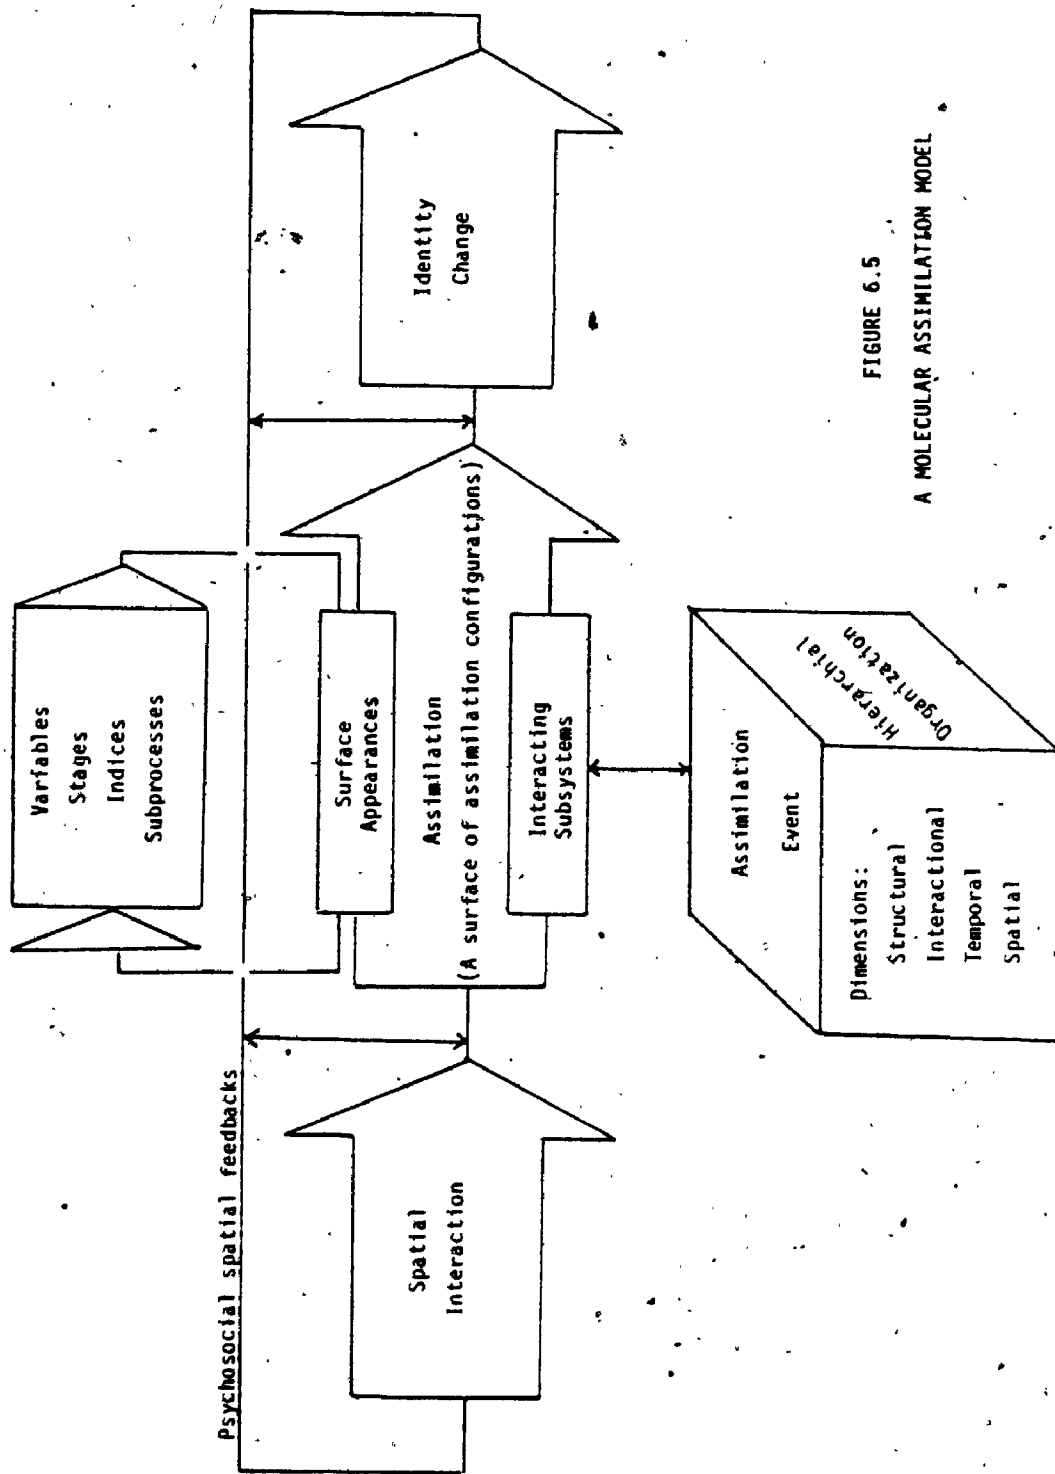 Variables
Stages
Indices
Subprocesses
Psychosocial spatial feedbacks
Surface
Appearances
Spatial
Interaction
Assimilation
(A surface of assimilation configurations)
Identity
Change
Interacting
Subsystems
Assimilation
Event
Hierarchial
Organization
Dimensions:
Structural
Interactional
Temporal
Spatial
FIGURE 6.5
A MOLECULAR ASSIMILATION MODEL